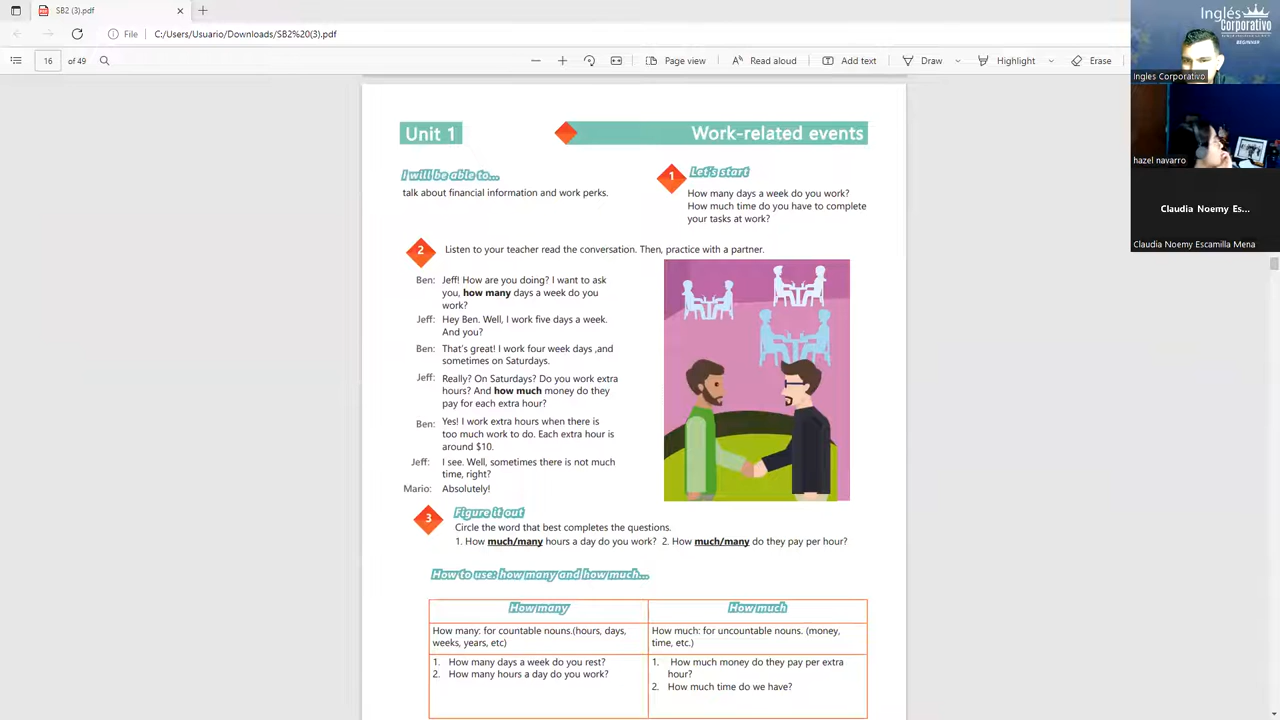 SB2 (3).pdf
File
C:/Users/Usuario/Downloads/SB2%20(3).pdf
16
of 49
Page view
Read aloud
Add text
Draw
Highlight
Erase
Inglés
Corporativo
BEGINNER
Ingles Corporativo
hazel navarro
Claudia Noemy Es...
Claudia Noemy Escamilla Mena
Unit 1
Work-related events
I will be able to...
talk about financial information and work perks.
1
Let's start
How many days a week do you work?
How much time do you have to complete
your tasks at work?
2
Listen to your teacher read the conversation. Then, practice with a partner.
Ben: Jeff! How are you doing? I want to ask
you, how many days a week do you
work?
Jeff: Hey Ben. Well, I work five days a week.
And you?
Ben: That's great! I work four week days ,and
sometimes on Saturdays.
Jeff: Really? On Saturdays? Do you work extra
hours? And how much money do they
pay for each extra hour?
Ben: Yes! I work extra hours when there is
too much work to do. Each extra hour is
around $10.
Jeff: I see. Well, sometimes there is not much
time, right?
Mario: Absolutely!
3
Figure it out
Circle the word that best completes the questions.
1. How much/many hours a day do you work? 2. How much/many do they pay per hour?
How to use: how many and how much...
How many
How many: for countable nouns.(hours, days,
weeks, years, etc)
1. How many days a week do you rest?
2. How many hours a day do you work?
How much
How much: for uncountable nouns. (money,
time, etc.)
1. How much money do they pay per extra
hour?
2. How much time do we have?